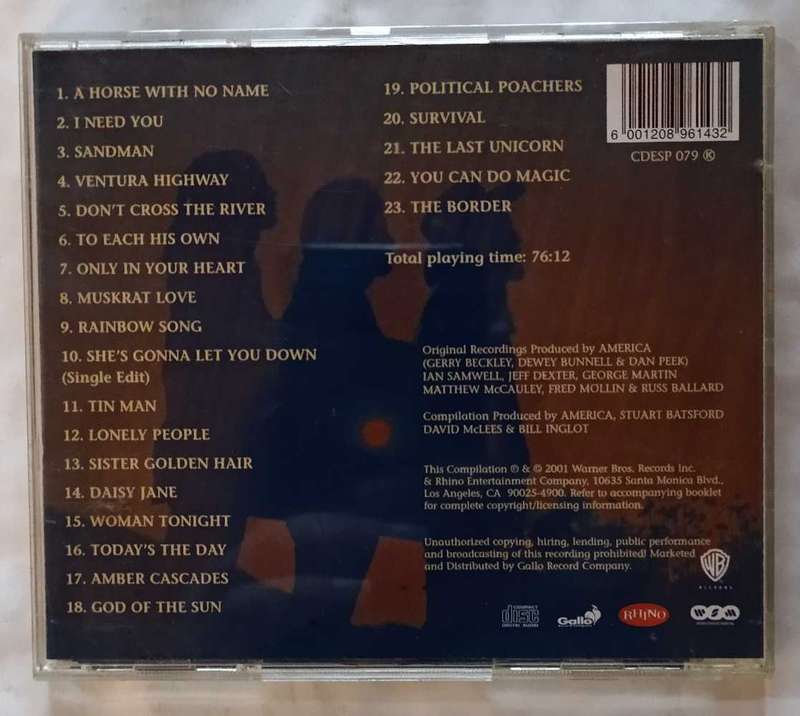 1. A HORSE WITH NO NAME
2. I NEED YOU
3. SANDMAN
4. VENTURA HIGHWAY
5. DON'T CROSS THE RIVER
6. TO EACH HIS OWN
7. ONLY IN YOUR HEART
8. MUSKRAT LOVE
9. RAINBOW SONG
10. SHE'S GONNA LET YOU DOWN
(Single Edit)
11. TIN MAN
12. LONELY PEOPLE
13. SISTER GOLDEN HAIR
14. DAISY JANE
15. WOMAN TONIGHT
16. TODAY'S THE DAY
17. AMBER CASCADES
18. GOD OF THE SUN
19. POLITICAL POACHERS
20. SURVIVAL
21. THE LAST UNICORN
22. YOU CAN DO MAGIC
23. THE BORDER
Total playing time: 76:12
6 001208 961432
CDESP 079 Ⓚ
Original Recordings Produced by AMERICA
(GERRY BECKLEY, DEWEY BUNNELL & DAN PEEK)
IAN SAMWELL, JEFF DEXTER, GEORGE MARTIN
MATTHEW McCAULEY, FRED MOLLIN & RUSS BALLARD
Compilation Produced by AMERICA, STUART BATSFORD
DAVID McLEES & BILL INGLOT
This Compilation ℗ & © 2001 Warner Bros. Records Inc.
& Rhino Entertainment Company, 10635 Santa Monica Blvd.,
Los Angeles, CA 90025-4900. Refer to accompanying booklet
for complete copyright/licensing information.
Unauthorized copying, hiring, lending, public performance
and broadcasting of this recording prohibited! Marketed
and Distributed by Gallo Record Company.
WB
COMPACT
disc
DIGITAL AUDIO
Gallo
RHINO
WSM